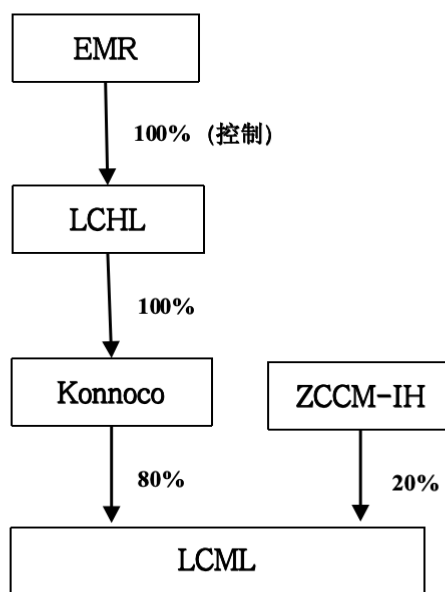 EMR
100%（控制）
LCHL
100%
Konnoco
ZCCM-IH
80%
20%
LCML